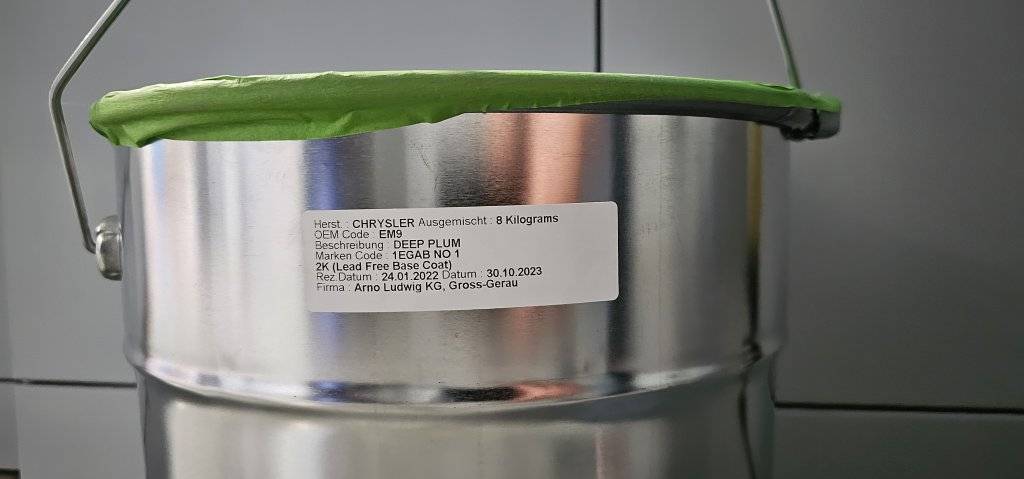 Herst. : CHRYSLER Ausgemischt : 8 Kilograms
OEM Code : EM9
Beschreibung : DEEP PLUM
Marken Code : 1EGAB NO 1
2K (Lead Free Base Coat)
Rez.Datum : 24.01.2022 Datum : 30.10.2023
Firma : Arno Ludwig KG, Gross-Gerau